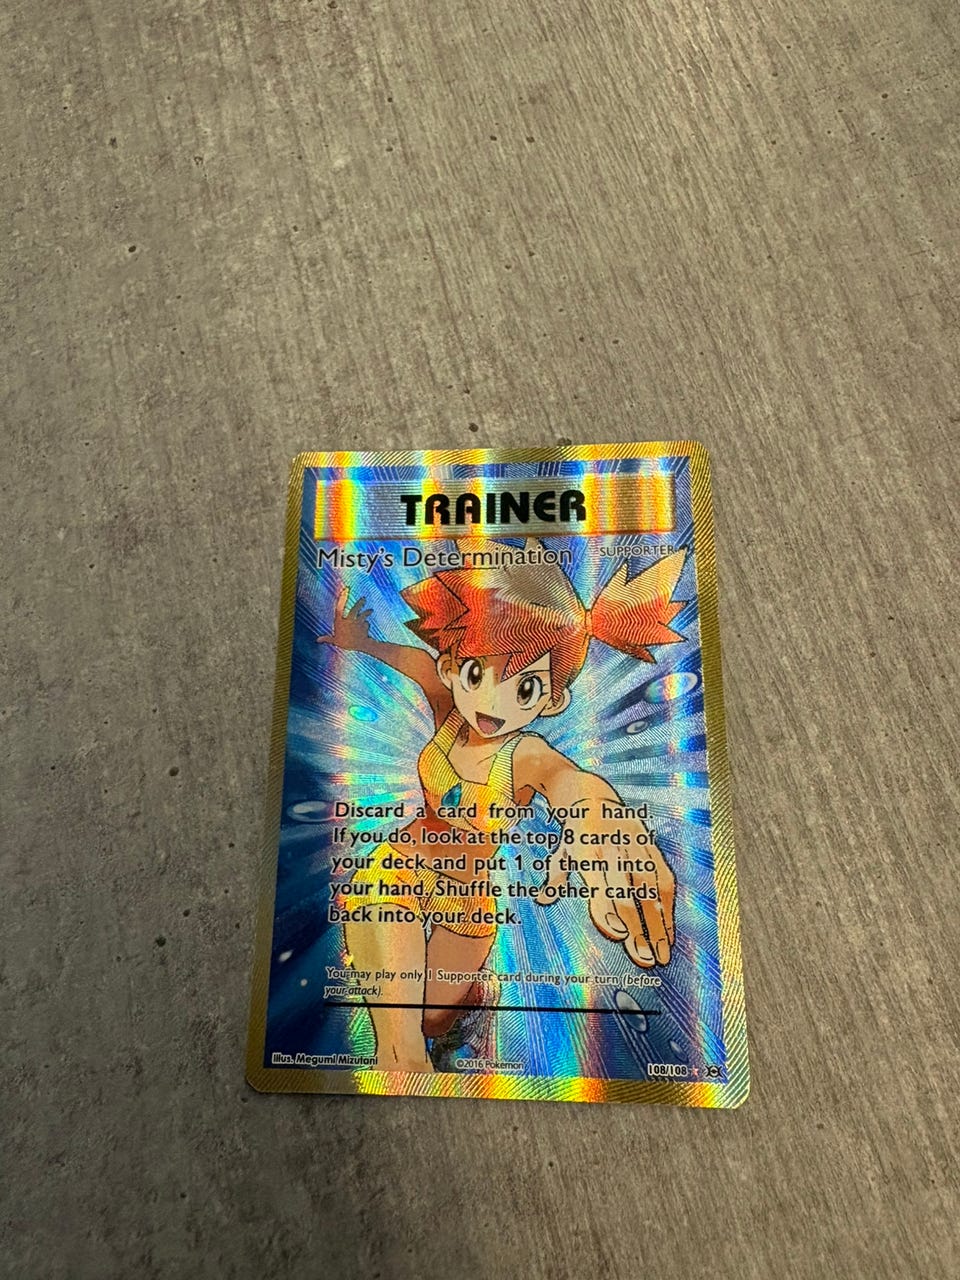 TRAINER
Misty's Determination SUPPORTER
Discard a card from your hand.
If you do, look at the top 8 cards of
your deck and put 1 of them into
your hand. Shuffle the other cards
back into your deck.
You may play only 1 Supporter card during your turn (before
your attack).
Illus. Megumi Mizutani ©2016 Pokémon 108/108